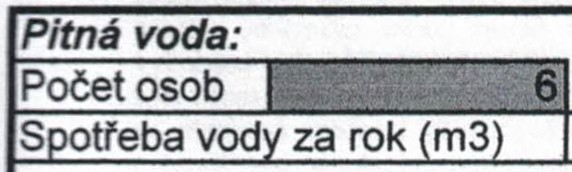 Pitná voda:
Počet osob 6
Spotřeba vody za rok (m3)